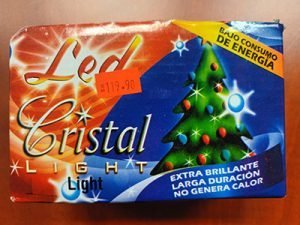 Led
BAJO CONSUMO
DE ENERGÍA
$119.90
Cristal
LIGHT
Light
EXTRA BRILLANTE
LARGA DURACIÓN
NO GENERA CALOR